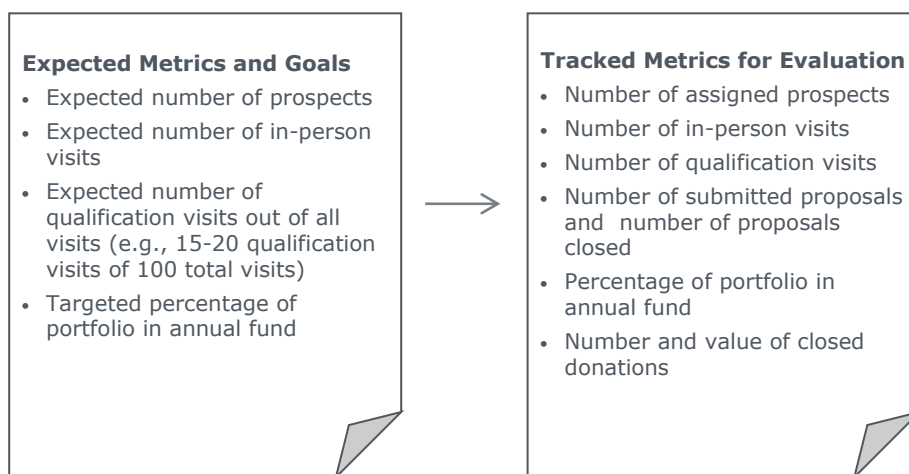 Expected Metrics and Goals
• Expected number of prospects
• Expected number of in-person
visits
• Expected number of
qualification visits out of all
visits (e.g., 15-20 qualification
visits of 100 total visits)
• Targeted percentage of
portfolio in annual fund
Tracked Metrics for Evaluation
• Number of assigned prospects
• Number of in-person visits
• Number of qualification visits
• Number of submitted proposals
and  number of proposals
closed
• Percentage of portfolio in
annual fund
• Number and value of closed
donations